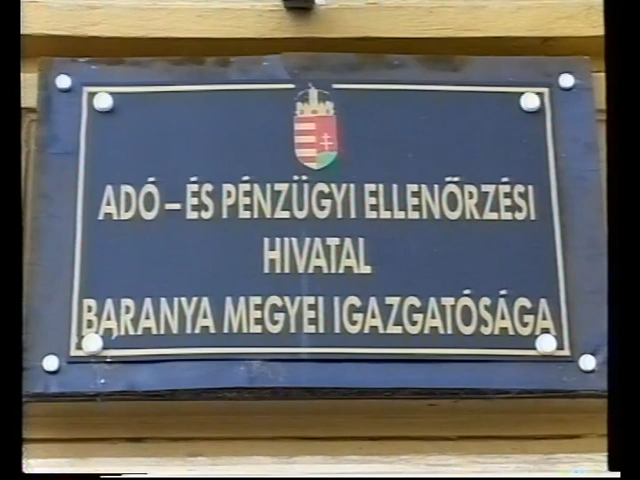 ADÓ – ÉS PÉNZÜGYI ELLENŐRZÉSI
HIVATAL
BARANYA MEGYEI IGAZGATÓSÁGA